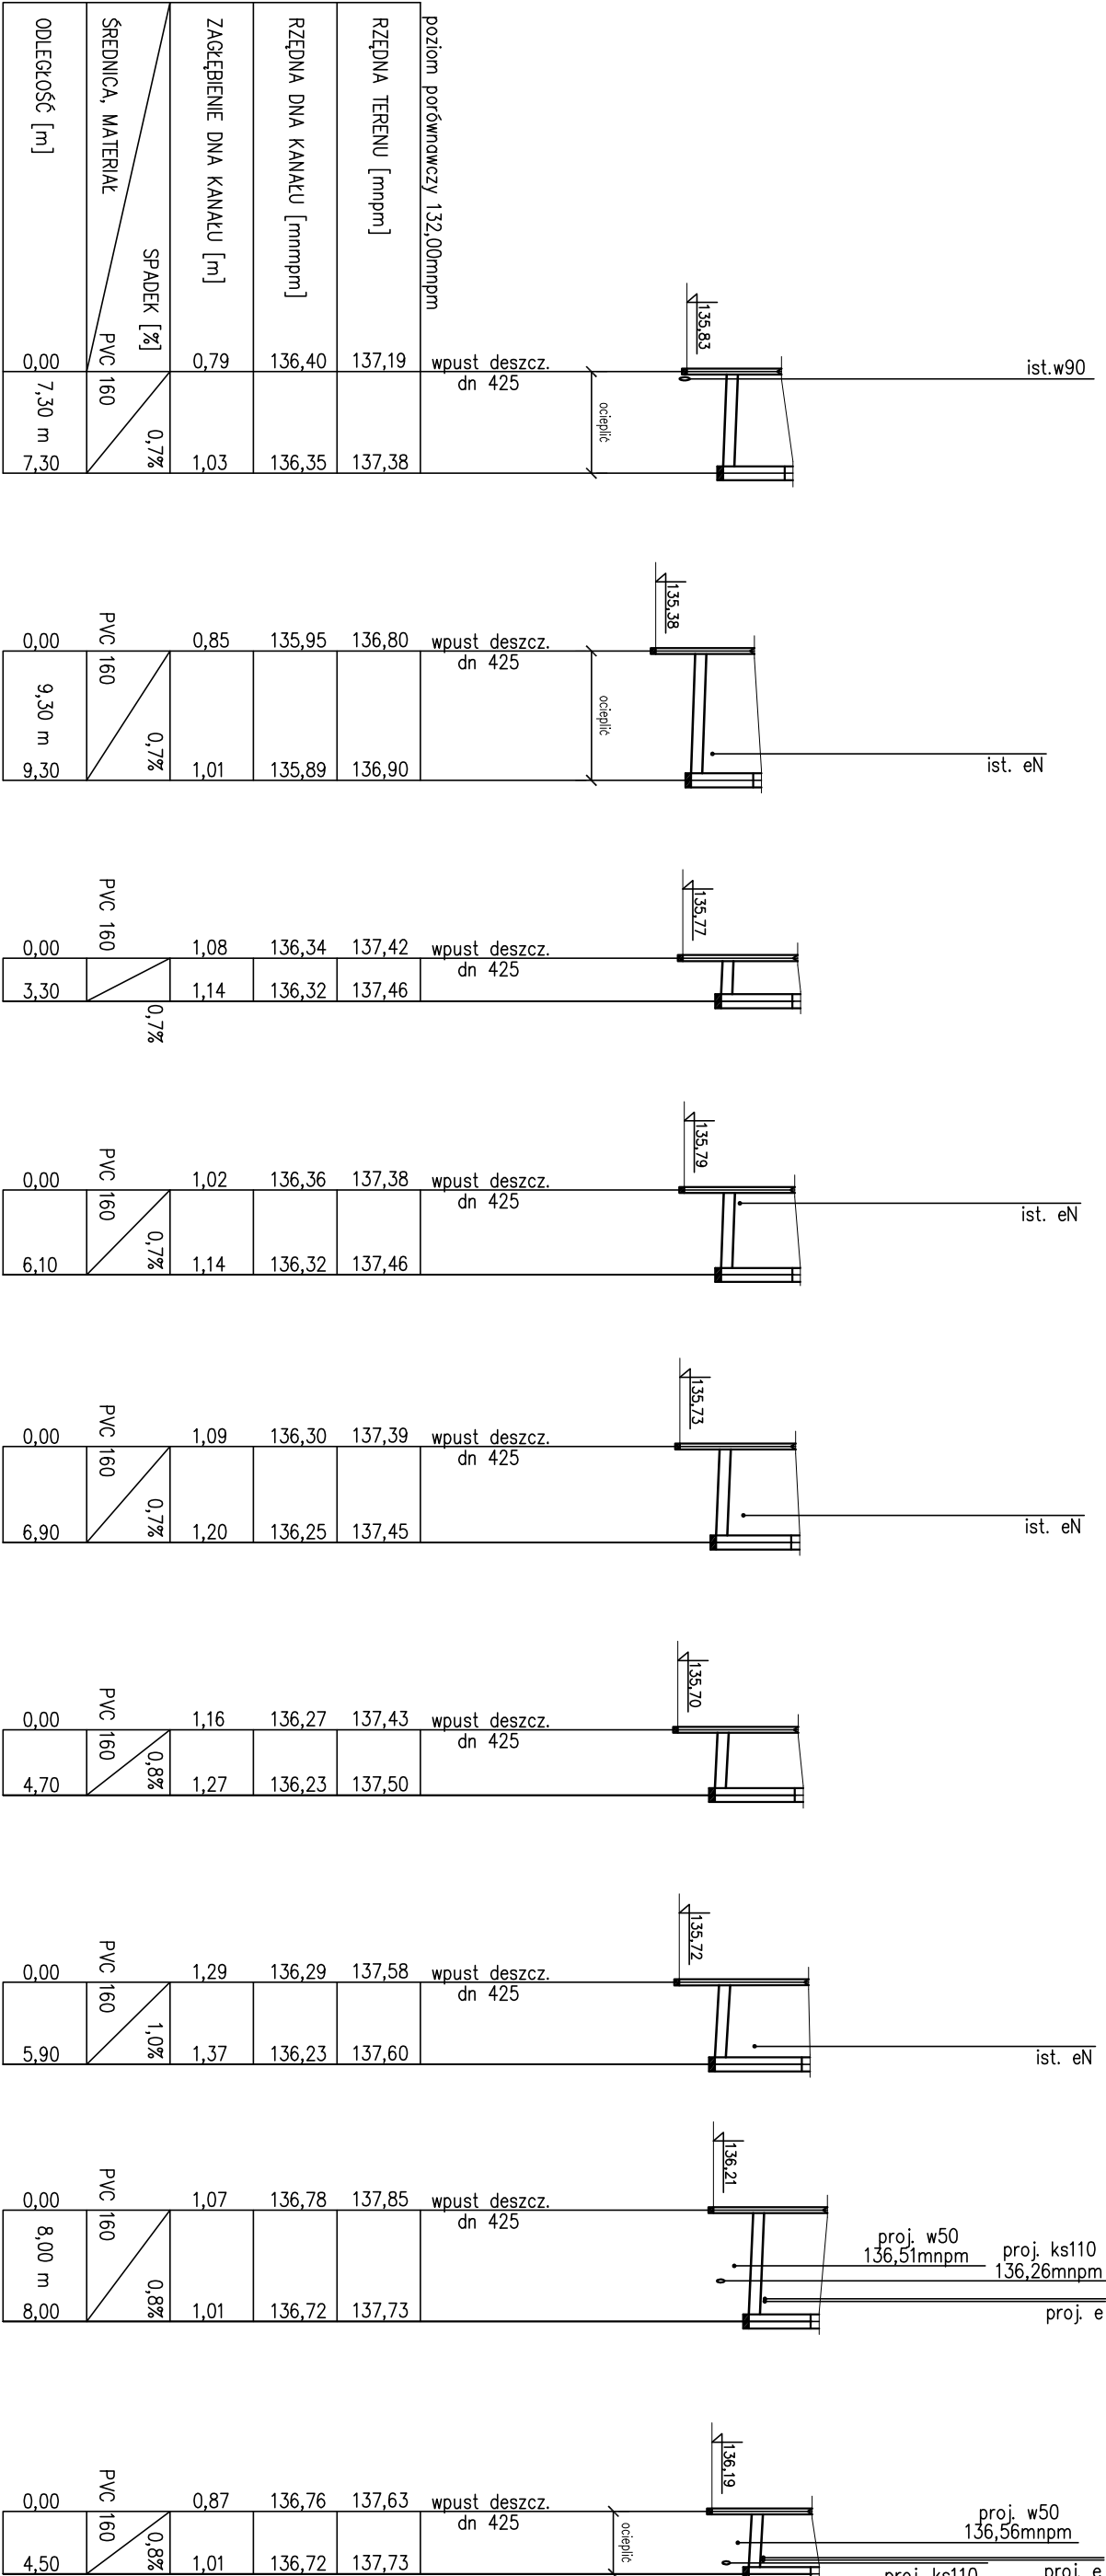 poziom porównawczy 132,00mnpm
RZĘDNA TERENU [mnpm]
RZĘDNA DNA KANAŁU [mnmpm]
ZAGŁĘBIENIE DNA KANAŁU [m]
SPADEK [%]
ŚREDNICA, MATERIAŁ
ODLEGŁOŚĆ [m]
ist.w90
135,83
ocieplić
wpust deszcz.
dn 425
137,19
136,40
0,79
PVC 160
0,00
7,30 m
0,7%
137,38
136,35
1,03
7,30
135,38
ist. eN
ocieplić
wpust deszcz.
dn 425
136,80
135,95
0,85
PVC 160
0,00
9,30 m
0,7%
136,90
135,89
1,01
9,30
135,77
wpust deszcz.
dn 425
137,42
136,34
1,08
PVC 160
0,00
137,46
136,32
1,14
3,30
0,7%
135,79
ist. eN
wpust deszcz.
dn 425
137,38
136,36
1,02
PVC 160
0,00
0,7%
137,46
136,32
1,14
6,10
135,73
ist. eN
wpust deszcz.
dn 425
137,39
136,30
1,09
PVC 160
0,00
0,7%
137,45
136,25
1,20
6,90
135,70
wpust deszcz.
dn 425
137,43
136,27
1,16
PVC 160
0,00
0,8%
137,50
136,23
1,27
4,70
135,72
ist. eN
wpust deszcz.
dn 425
137,58
136,29
1,29
PVC 160
0,00
1,0%
137,60
136,23
1,37
5,90
136,21
proj. w50
136,51mnpm
proj. ks110
136,26mnpm
proj. e
wpust deszcz.
dn 425
137,85
136,78
1,07
PVC 160
0,00
8,00 m
0,8%
137,73
136,72
1,01
8,00
136,19
proj. w50
136,56mnpm
proj. e
proj. ks110
ocieplić
wpust deszcz.
dn 425
137,63
136,76
0,87
PVC 160
0,00
0,8%
137,73
136,72
1,01
4,50